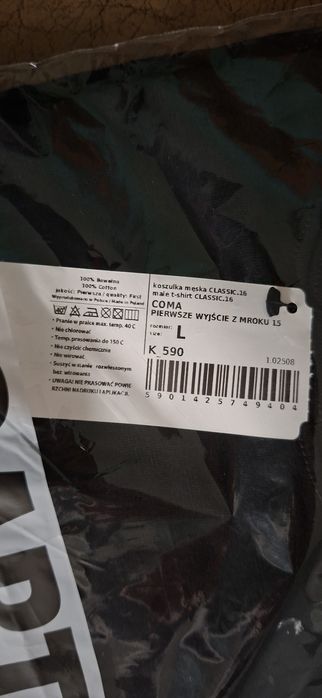 100% Bawełna
100% Cotton
jakość: Pierwsza / quality: First
Wyprodukowano w Polsce / Made in Poland
• Pranie w pralce max. temp. 40 C
• Nie chlorować
• Temp. prasowania do 150 C
• Nie czyścić chemicznie
• Nie wirować
• Suszyć w stanie rozwieszonym
bez wirowania
• UWAGA! NIE PRASOWAĆ POWIE
RZCHNI NADRUKU I APLIKACJI.
koszulka męska CLASSIC.16
male t-shirt CLASSIC.16
COMA
PIERWSZE WYJŚCIE Z MROKU 15
rozmiar:
size:
L
K_590
1.02508
5901425749404